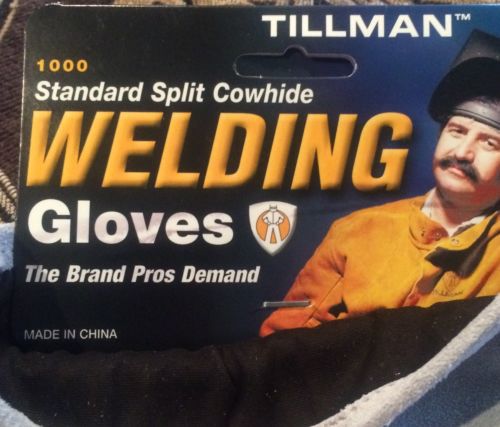 TILLMAN™
1000
Standard Split Cowhide
WELDING
Gloves
The Brand Pros Demand
MADE IN CHINA